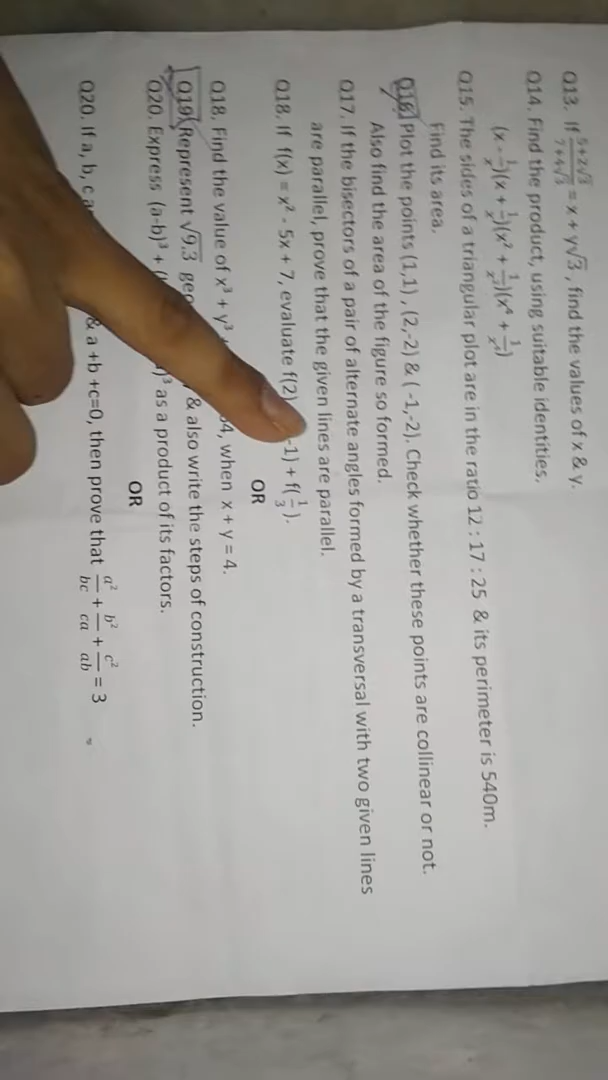 Q13. If 5+2√3/7+4√3 = x + y√3, find the values of x & y.
Q14. Find the product, using suitable identities.
(x - 1/x)(x + 1/x)(x² + 1/x²)(x⁴ + 1/x⁴)
Q15. The sides of a triangular plot are in the ratio 12 : 17 : 25 & its perimeter is 540m.
Find its area.
Q16. Plot the points (1,1) , (2,-2) & ( -1,-2). Check whether these points are collinear or not.
Also find the area of the figure so formed.
Q17. If the bisectors of a pair of alternate angles formed by a transversal with two given lines
are parallel, prove that the given lines are parallel.
Q18. If f(x) = x² - 5x + 7, evaluate f(2) -1) + f(1/3).
OR
Q18. Find the value of x³ + y³ 64, when x + y = 4.
Q19. Represent √9.3 & also write the steps of construction.
Q20. Express (a-b)³ + )³ as a product of its factors.
OR
Q20. If a, b, c & a +b +c=0, then prove that a²/bc + b²/ca + c²/ab = 3